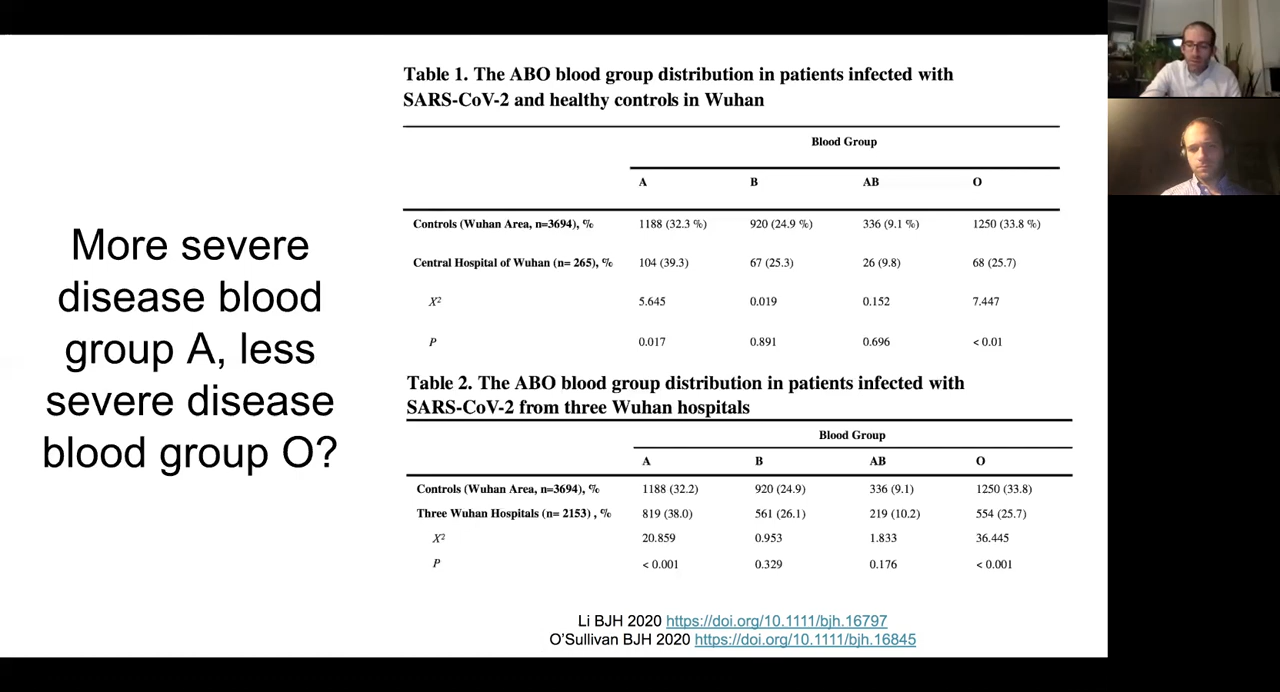 More severe
disease blood
group A, less
severe disease
blood group O?
Table 1. The ABO blood group distribution in patients infected with
SARS-CoV-2 and healthy controls in Wuhan
Blood Group
A B AB O
Controls (Wuhan Area, n=3694), % 1188 (32.3 %) 920 (24.9 %) 336 (9.1 %) 1250 (33.8 %)
Central Hospital of Wuhan (n= 265), % 104 (39.3) 67 (25.3) 26 (9.8) 68 (25.7)
X² 5.645 0.019 0.152 7.447
P 0.017 0.891 0.696 < 0.01
Table 2. The ABO blood group distribution in patients infected with
SARS-CoV-2 from three Wuhan hospitals
Blood Group
A B AB O
Controls (Wuhan Area, n=3694), % 1188 (32.2) 920 (24.9) 336 (9.1) 1250 (33.8)
Three Wuhan Hospitals (n= 2153) , % 819 (38.0) 561 (26.1) 219 (10.2) 554 (25.7)
X² 20.859 0.953 1.833 36.445
P < 0.001 0.329 0.176 < 0.001
Li BJH 2020 https://doi.org/10.1111/bjh.16797
O'Sullivan BJH 2020 https://doi.org/10.1111/bjh.16845